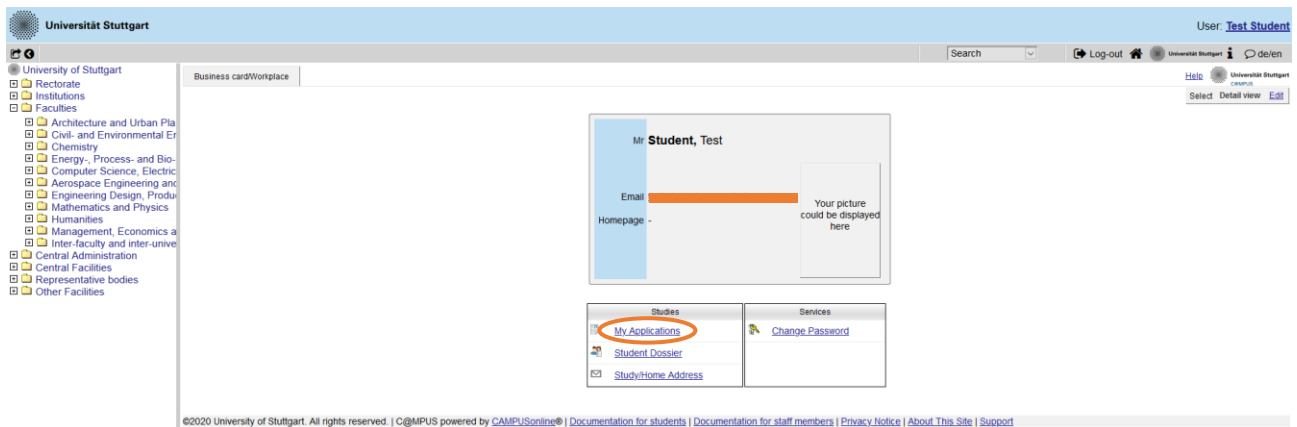 Universität Stuttgart
User: Test Student
Search
Log-out
Universität Stuttgart
de/en
University of Stuttgart
Rectorate
Institutions
Faculties
Architecture and Urban Pla
Civil- and Environmental Er
Chemistry
Energy-, Process- and Bio-
Computer Science, Electric
Aerospace Engineering and
Engineering Design, Produ
Mathematics and Physics
Humanities
Management, Economics a
Inter-faculty and inter-unive
Central Administration
Central Facilities
Representative bodies
Other Facilities
Business card/Workplace
Help
Universität Stuttgart
CAMPUS
Select Detail view Edit
Mr Student, Test
Email
Homepage -
Your picture
could be displayed
here
Studies
My Applications
Student Dossier
Study/Home Address
Services
Change Password
©2020 University of Stuttgart. All rights reserved. | C@MPUS powered by CAMPUSonline® | Documentation for students | Documentation for staff members | Privacy Notice | About This Site | Support